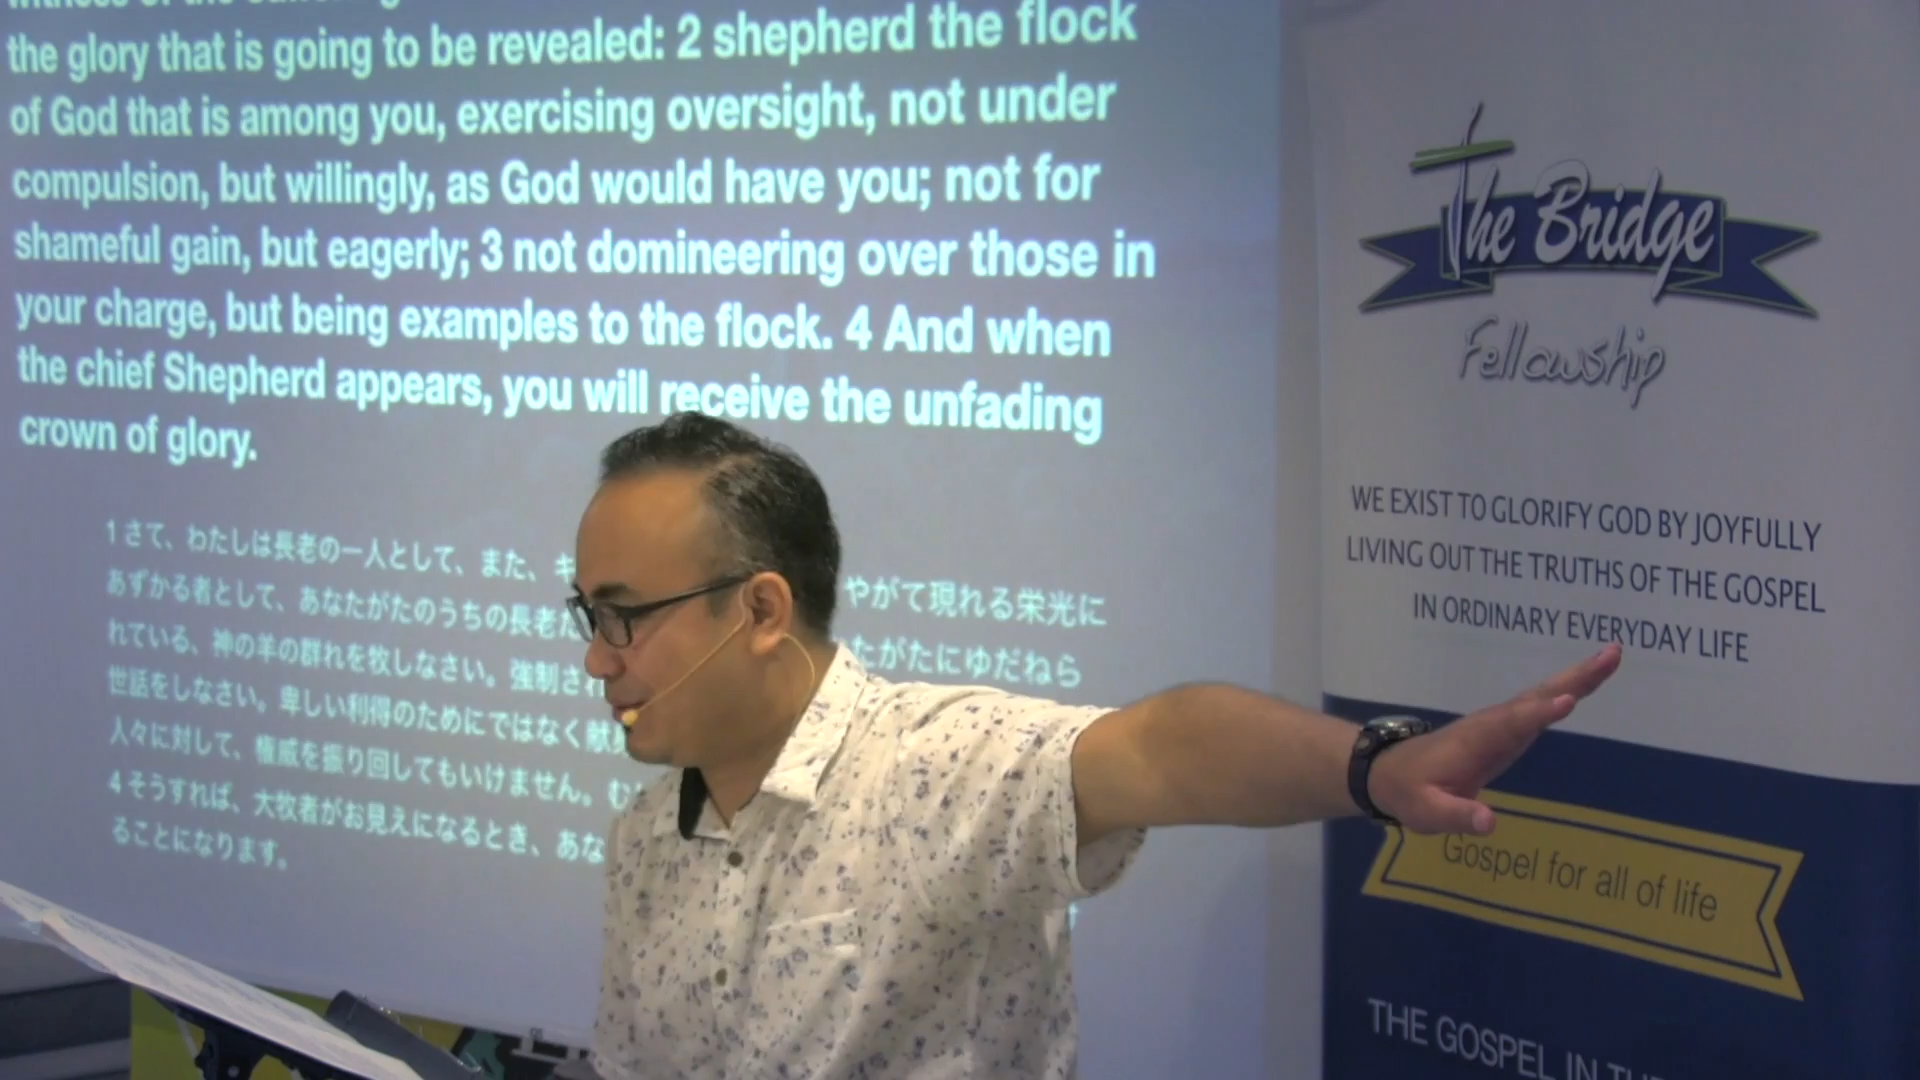 the glory that is going to be revealed: 2 shepherd the flock
of God that is among you, exercising oversight, not under
compulsion, but willingly, as God would have you; not for
shameful gain, but eagerly; 3 not domineering over those in
your charge, but being examples to the flock. 4 And when
the chief Shepherd appears, you will receive the unfading
crown of glory.
1 さて、わたしは長老の一人として、また、キ やがて現れる栄光に
あずかる者として、あなたがたのうちの長老た
れている、神の羊の群れを牧しなさい。強制さ たがたにゆだねら
世話をしなさい。卑しい利得のためにではなく献
人々に対して、権威を振り回してもいけません。む
4 そうすれば、大牧者がお見えになるとき、あな
ることになります。
The Bridge
Fellowship
WE EXIST TO GLORIFY GOD BY JOYFULLY
LIVING OUT THE TRUTHS OF THE GOSPEL
IN ORDINARY EVERYDAY LIFE
Gospel for all of life
THE GOSPEL IN